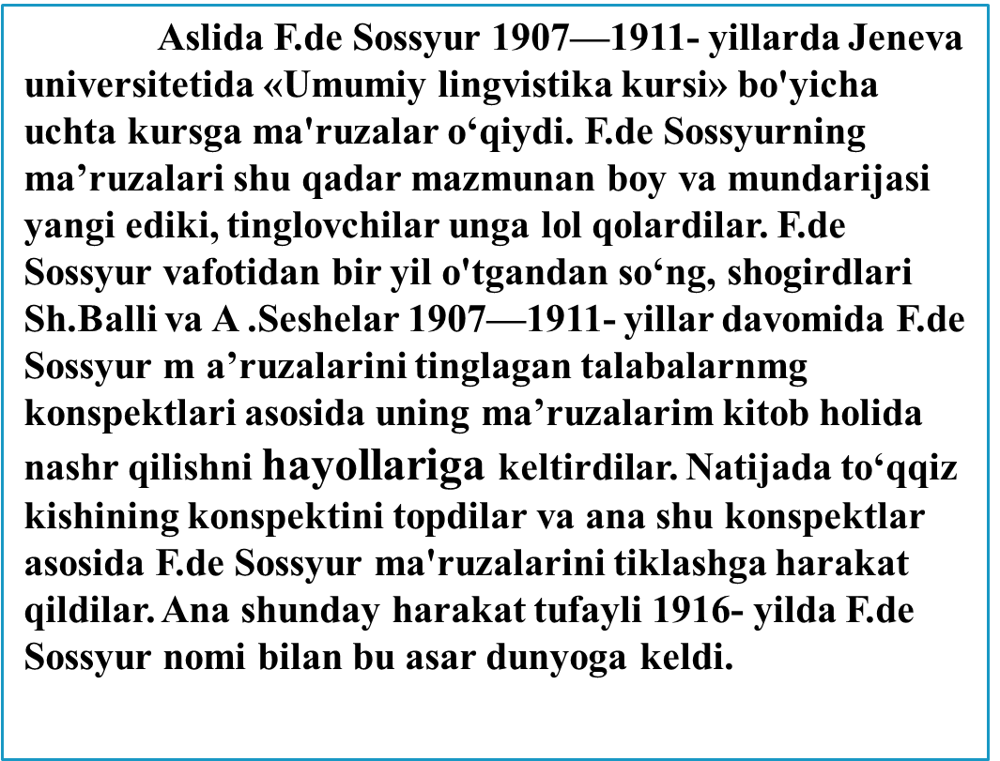 Aslida F.de Sossyur 1907—1911- yillarda Jeneva
universitetida «Umumiy lingvistika kursi» bo'yicha
uchta kursga ma'ruzalar o‘qiydi. F.de Sossyurning
ma’ruzalari shu qadar mazmunan boy va mundarijasi
yangi ediki, tinglovchilar unga lol qolardilar. F.de
Sossyur vafotidan bir yil o'tgandan so‘ng, shogirdlari
Sh.Balli va A .Seshelar 1907—1911- yillar davomida F.de
Sossyur m a’ruzalarini tinglagan talabalarnmg
konspektlari asosida uning ma’ruzalarim kitob holida
nashr qilishni hayollariga keltirdilar. Natijada to‘qqiz
kishining konspektini topdilar va ana shu konspektlar
asosida F.de Sossyur ma'ruzalarini tiklashga harakat
qildilar. Ana shunday harakat tufayli 1916- yilda F.de
Sossyur nomi bilan bu asar dunyoga keldi.